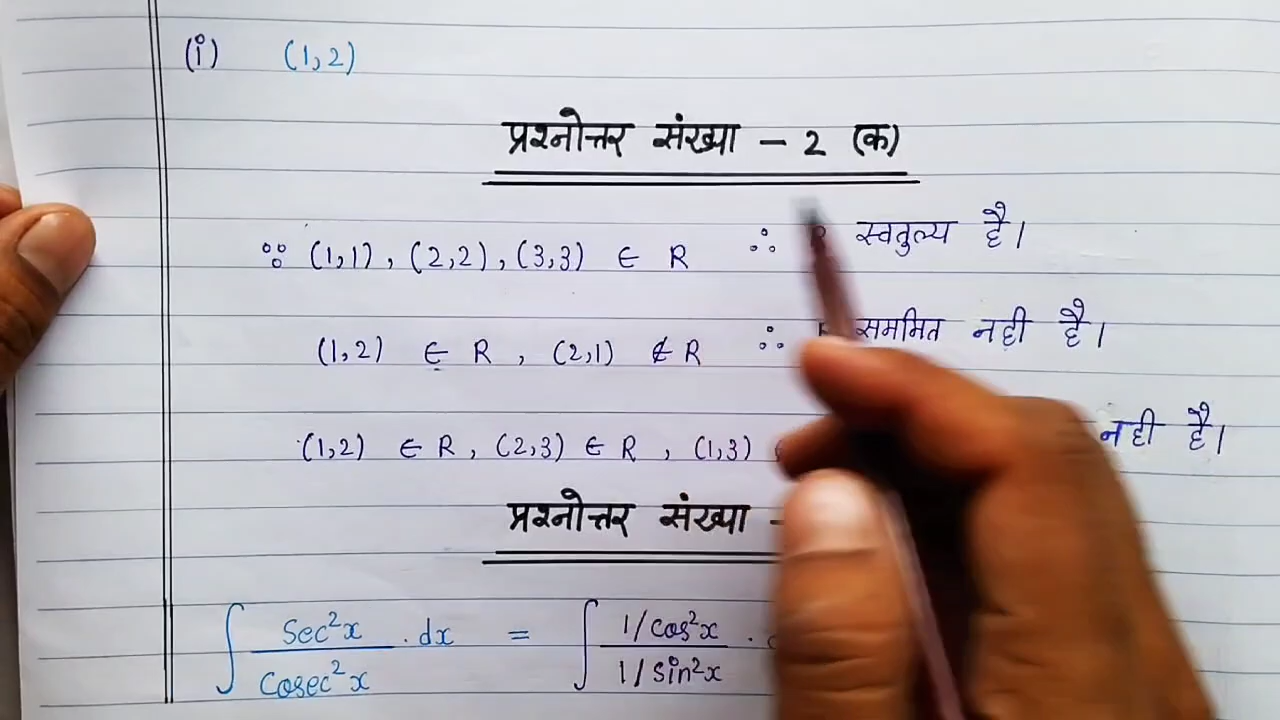 (i) (1,2)
प्रश्नोत्तर संख्या - 2 (क)
∵ (1,1), (2,2), (3,3) ∈ R ∴ R स्वतुल्य है।
(1,2) ∈ R, (2,1) ∉ R ∴ सममित नही है।
(1,2) ∈ R, (2,3) ∈ R, (1,3) नही है।
प्रश्नोत्तर संख्या -
∫ Sec²x / Cosec²x . dx = ∫ 1/cos²x / 1/sin²x .